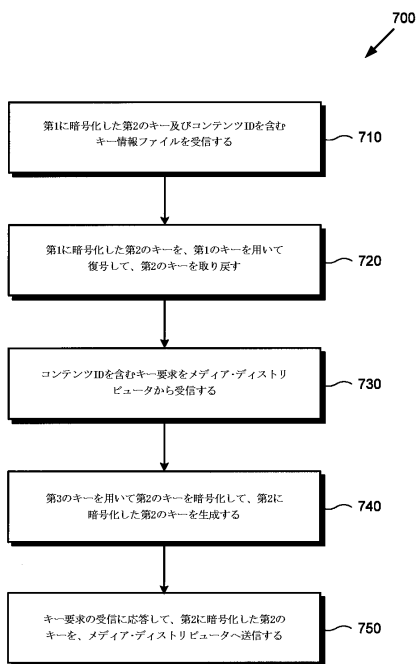 700
第1に暗号化した第2のキー及びコンテンツIDを含む
キー情報ファイルを受信する
710
第1に暗号化した第2のキーを、第1のキーを用いて
復号して、第2のキーを取り戻す
720
コンテンツIDを含むキー要求をメディア・ディストリ
ビュータから受信する
730
第3のキーを用いて第2のキーを暗号化して、第2に
暗号化した第2のキーを生成する
740
キー要求の受信に応答して、第2に暗号化した第2の
キーを、メディア・ディストリビュータへ送信する
750